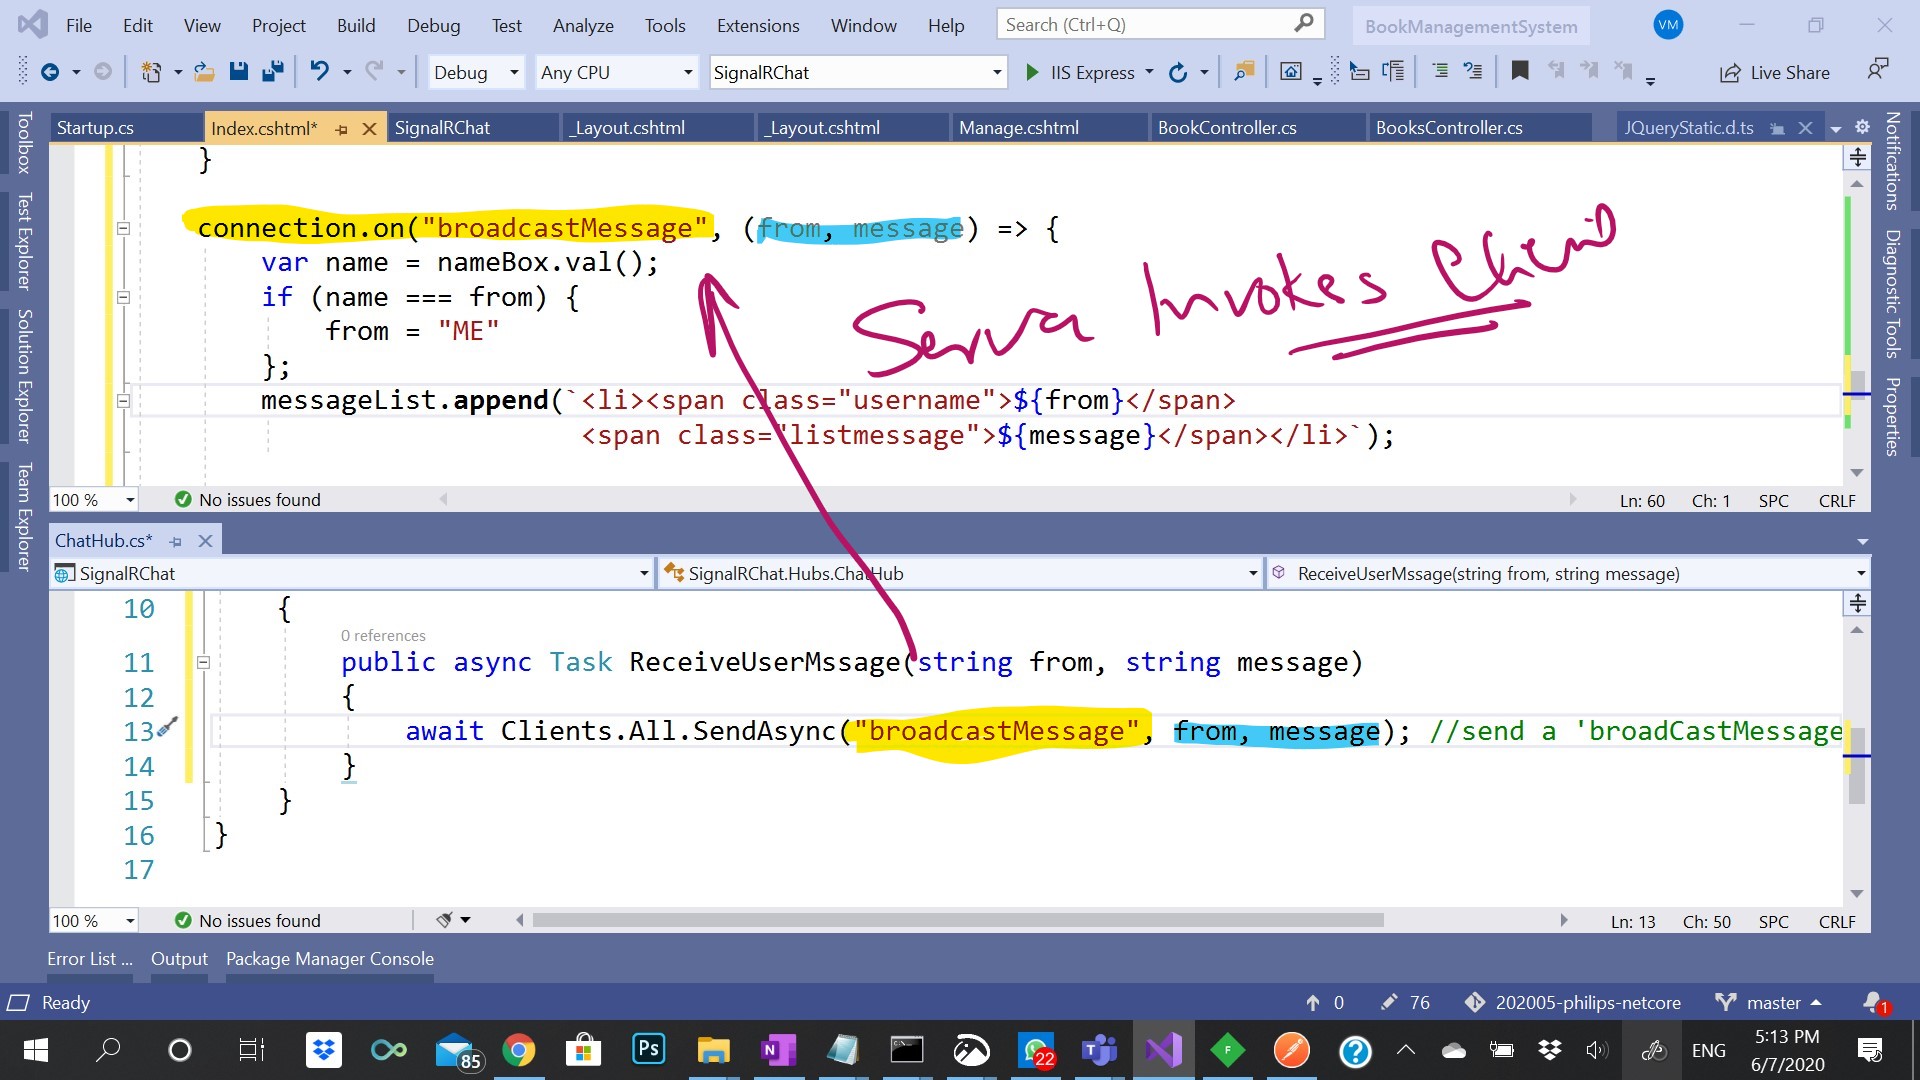 File Edit View Project Build Debug Test Analyze Tools Extensions Window Help Search (Ctrl+Q) BookManagementSystem VM
Debug Any CPU SignalRChat IIS Express Live Share
Startup.cs Index.cshtml* SignalRChat _Layout.cshtml _Layout.cshtml Manage.cshtml BookController.cs BooksController.cs JQueryStatic.d.ts
Toolbox
Test Explorer
Solution Explorer
Team Explorer
}
connection.on("broadcastMessage", (from, message) => {
var name = nameBox.val();
if (name === from) {
from = "ME"
};
messageList.append(`<li><span class="username">${from}</span>
<span class="listmessage">${message}</span></li>`);
Server Invokes Client
Notifications
Diagnostic Tools
Properties
100 % No issues found Ln: 60 Ch: 1 SPC CRLF
ChatHub.cs*
SignalRChat SignalRChat.Hubs.ChatHub ReceiveUserMssage(string from, string message)
10 {
0 references
11 public async Task ReceiveUserMssage(string from, string message)
12 {
13 await Clients.All.SendAsync("broadcastMessage", from, message); //send a 'broadCastMessage
14 }
15 }
16 }
17
100 % No issues found Ln: 13 Ch: 50 SPC CRLF
Error List ... Output Package Manager Console
Ready 0 76 202005-philips-netcore master 1
85 Ps N 22 F ? ENG 5:13 PM
6/7/2020